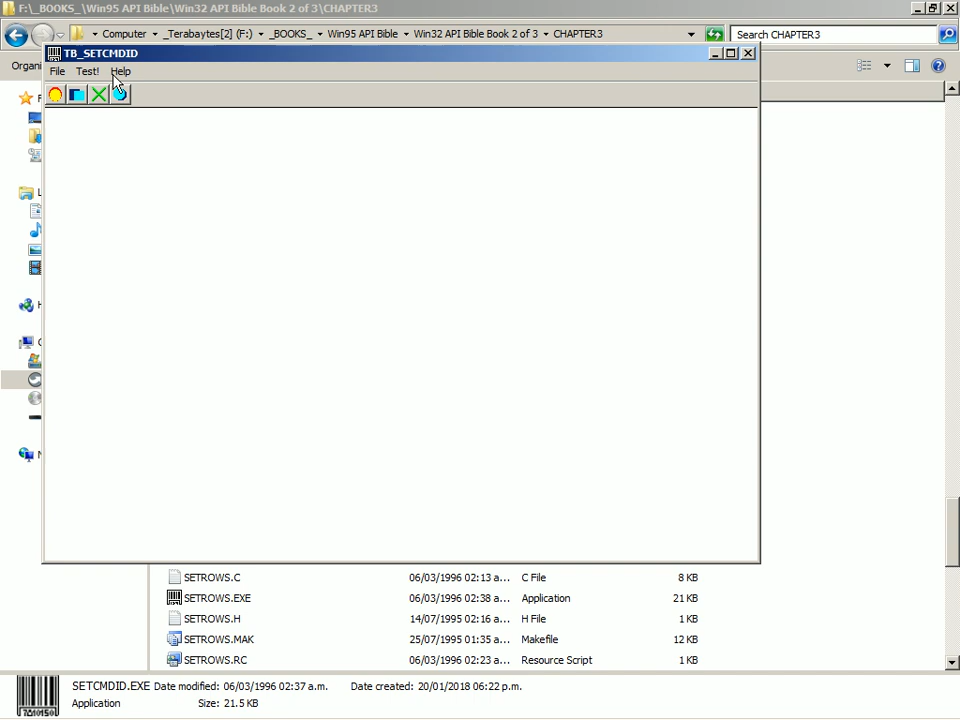 F:\_BOOKS_\Win95 API Bible\Win32 API Bible Book 2 of 3\CHAPTER3
Computer _Terabaytes[2] (F:) _BOOKS_ Win95 API Bible Win32 API Bible Book 2 of 3 CHAPTER3 Search CHAPTER3
Organi
TB_SETCMDID
File Test! Help
SETROWS.C 06/03/1996 02:13 a... C File 8 KB
SETROWS.EXE 06/03/1996 02:38 a... Application 21 KB
SETROWS.H 14/07/1995 02:16 a... H File 1 KB
SETROWS.MAK 25/07/1995 01:35 a... Makefile 12 KB
SETROWS.RC 06/03/1996 02:23 a... Resource Script 1 KB
SETCMDID.EXE Date modified: 06/03/1996 02:37 a.m. Date created: 20/01/2018 06:22 p.m.
Application Size: 21.5 KB